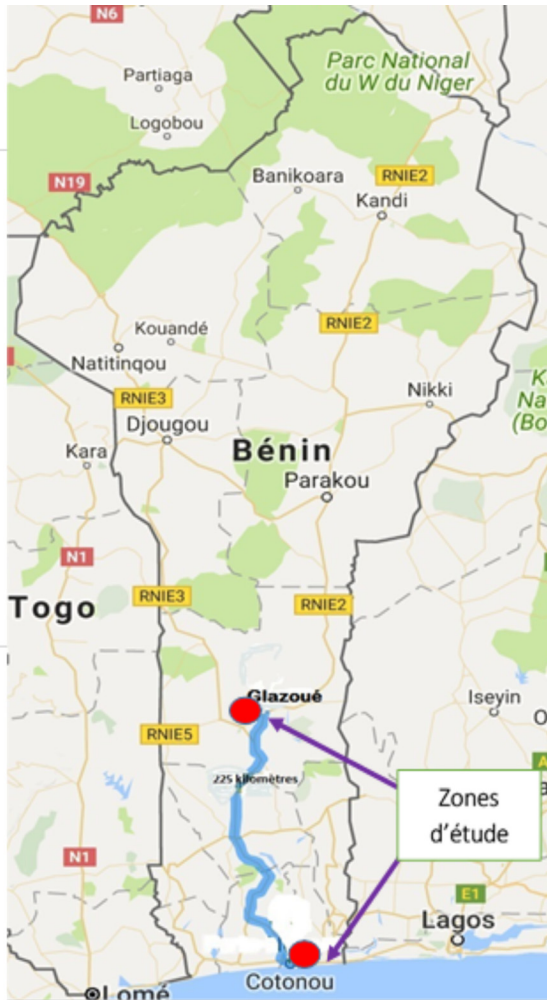 N6
Parc National
du W du Niger
Partiaga
Logobou
N19
Banikoara
RNIE2
Kandi
RNIE2
Kouandé
Natitinqou
RNIE3
Nikki
Djougou
Kara
Bénin
Parakou
N1
RNIE3
RNIE2
Togo
Glazoué
Iseyin
RNIE5
225 kilomètres
Zones
d'étude
N1
E1
Lagos
Cotonou
Lomé